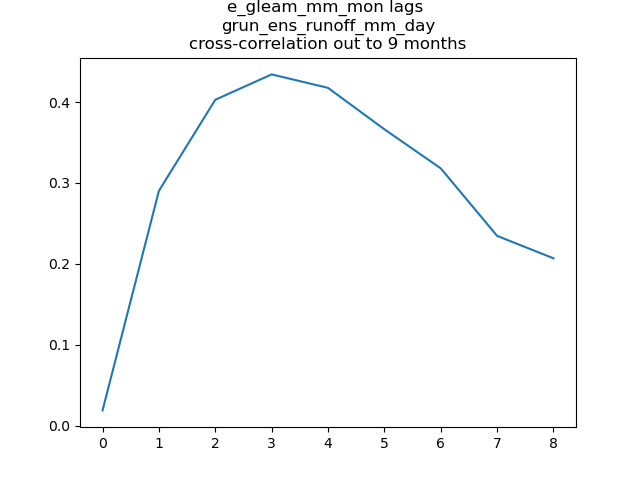 e_gleam_mm_mon lags
grun_ens_runoff_mm_day
cross-correlation out to 9 months
0.4
0.3
0.2
0.1
0.0
0 1 2 3 4 5 6 7 8